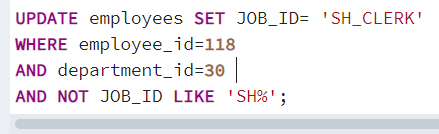 UPDATE employees SET JOB_ID= 'SH_CLERK'
WHERE employee_id=118
AND department_id=30
AND NOT JOB_ID LIKE 'SH%';